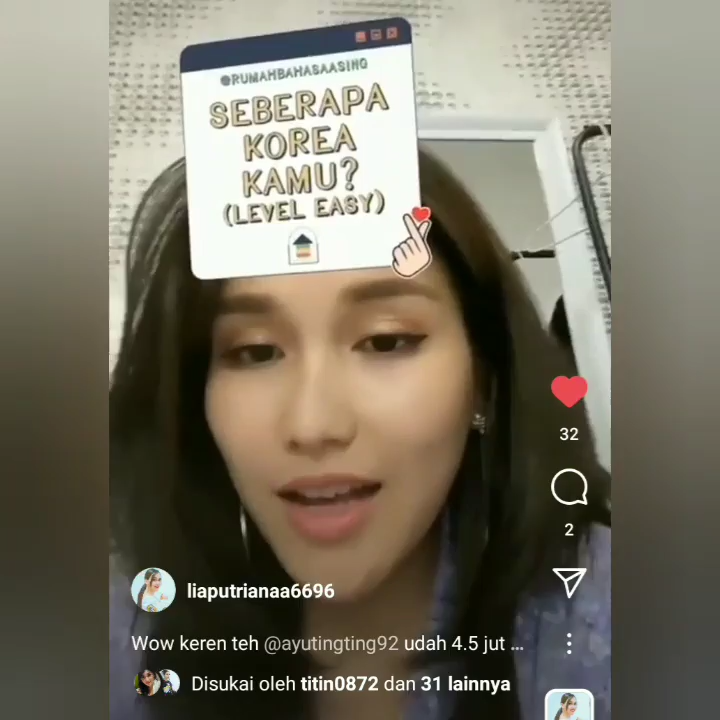 @RUMAHBAHASAASING
SEBERAPA
KOREA
KAMU?
(LEVEL EASY)
32
2
liaputrianaa6696
Wow keren teh @ayutingting92 udah 4.5 jut ...
Disukai oleh titin0872 dan 31 lainnya